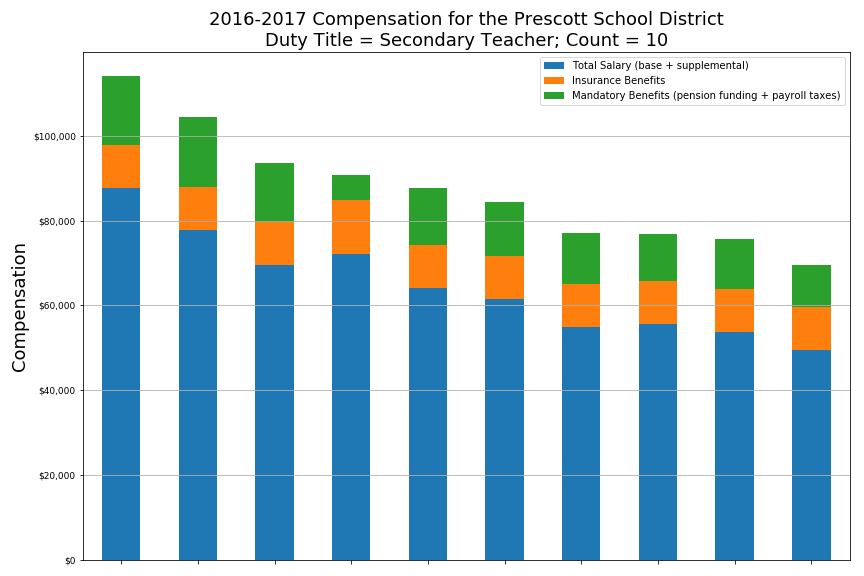 2016-2017 Compensation for the Prescott School District
Duty Title = Secondary Teacher; Count = 10
Total Salary (base + supplemental)
Insurance Benefits
Mandatory Benefits (pension funding + payroll taxes)
$100,000
$80,000
$60,000
$40,000
$20,000
$0
Compensation